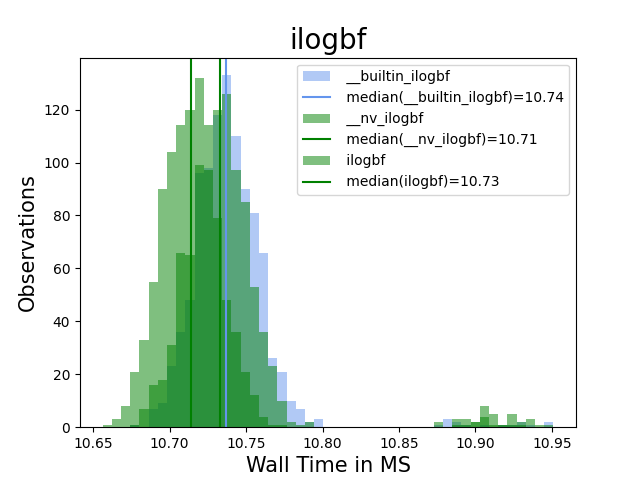 ilogbf
__builtin_ilogbf
median(__builtin_ilogbf)=10.74
__nv_ilogbf
median(__nv_ilogbf)=10.71
ilogbf
median(ilogbf)=10.73
Observations
120
100
80
60
40
20
0
10.65 10.70 10.75 10.80 10.85 10.90 10.95
Wall Time in MS